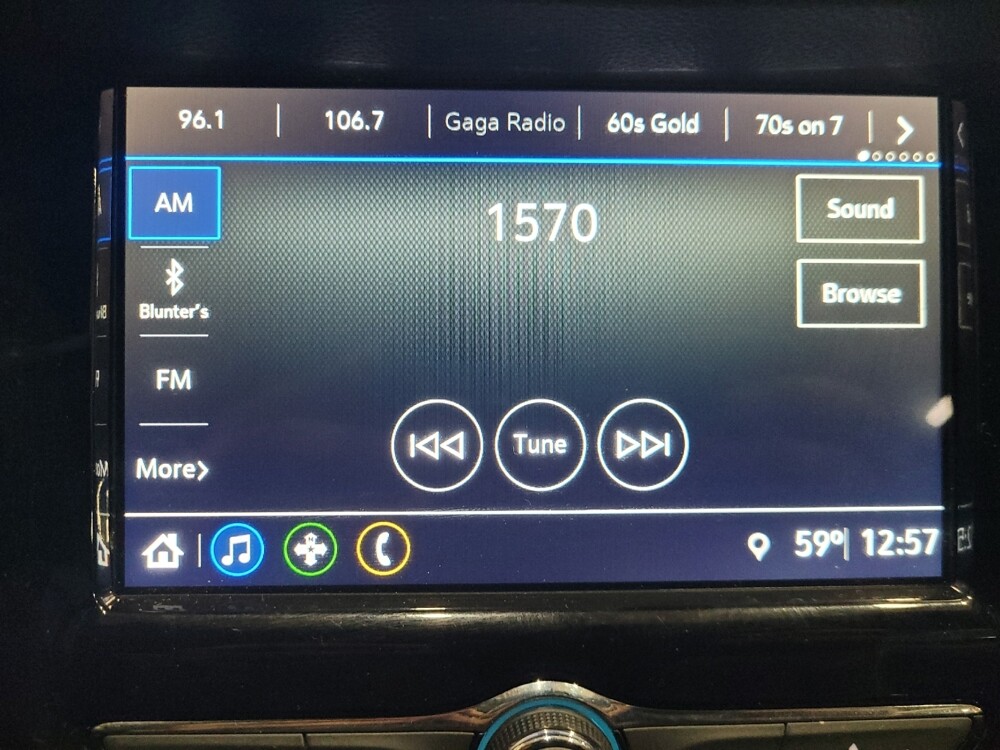 96.1 106.7 Gaga Radio 60s Gold 70s on 7
AM
1570
Sound
Blunter's
Browse
FM
Tune
More
59° 12:57